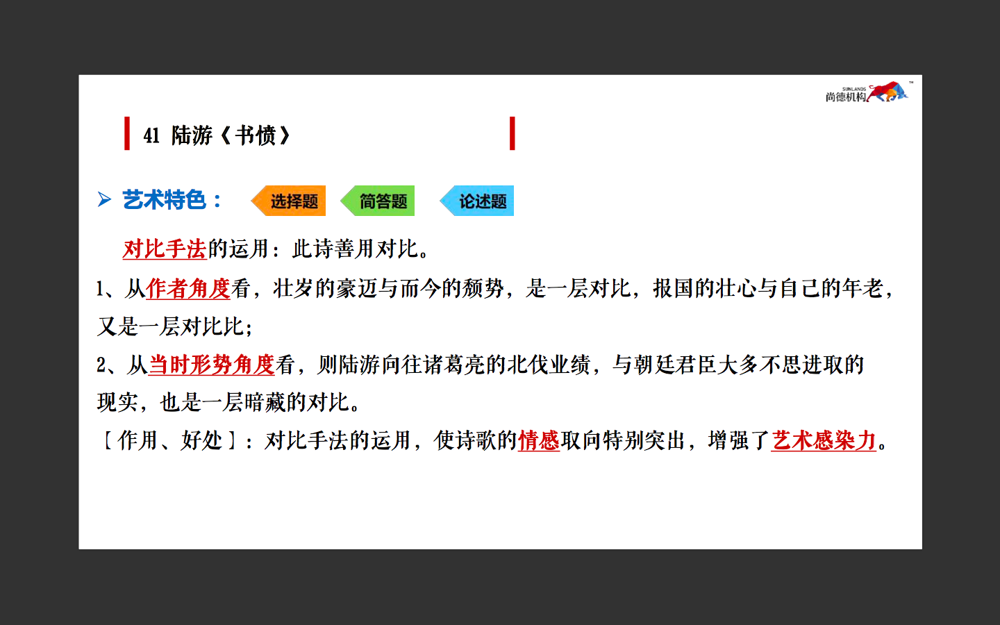 SUNLANDS
尚德机构
TM
41 陆游《书愤》
艺术特色： 选择题 简答题 论述题
对比手法的运用：此诗善用对比。
1、从作者角度看，壮岁的豪迈与而今的颓势，是一层对比，报国的壮心与自己的年老，
又是一层对比比；
2、从当时形势角度看，则陆游向往诸葛亮的北伐业绩，与朝廷君臣大多不思进取的
现实，也是一层暗藏的对比。
【作用、好处】：对比手法的运用，使诗歌的情感取向特别突出，增强了艺术感染力。